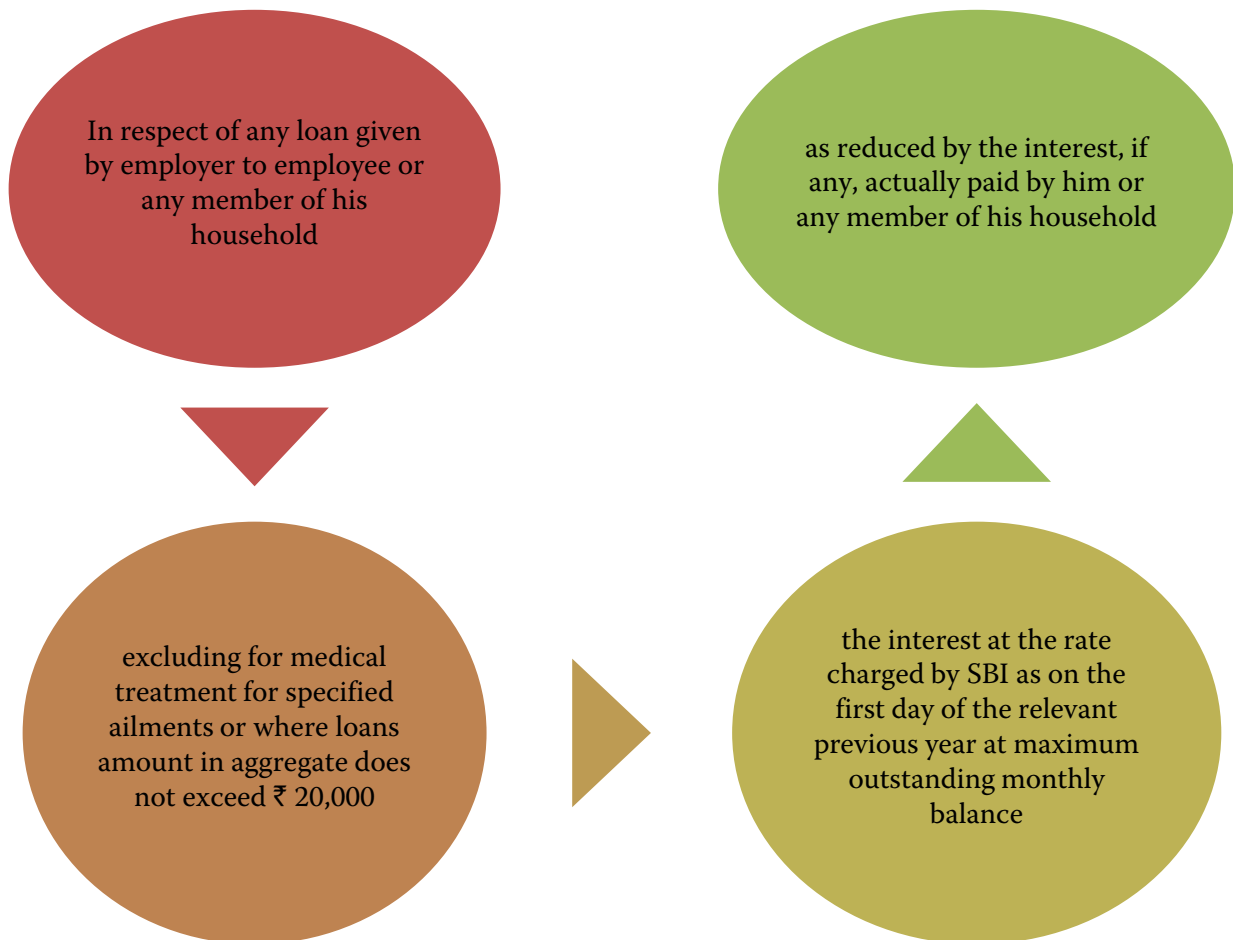 In respect of any loan given
by employer to employee or
any member of his
household
excluding for medical
treatment for specified
ailments or where loans
amount in aggregate does
not exceed ₹ 20,000
the interest at the rate
charged by SBI as on the
first day of the relevant
previous year at maximum
outstanding monthly
balance
as reduced by the interest, if
any, actually paid by him or
any member of his household